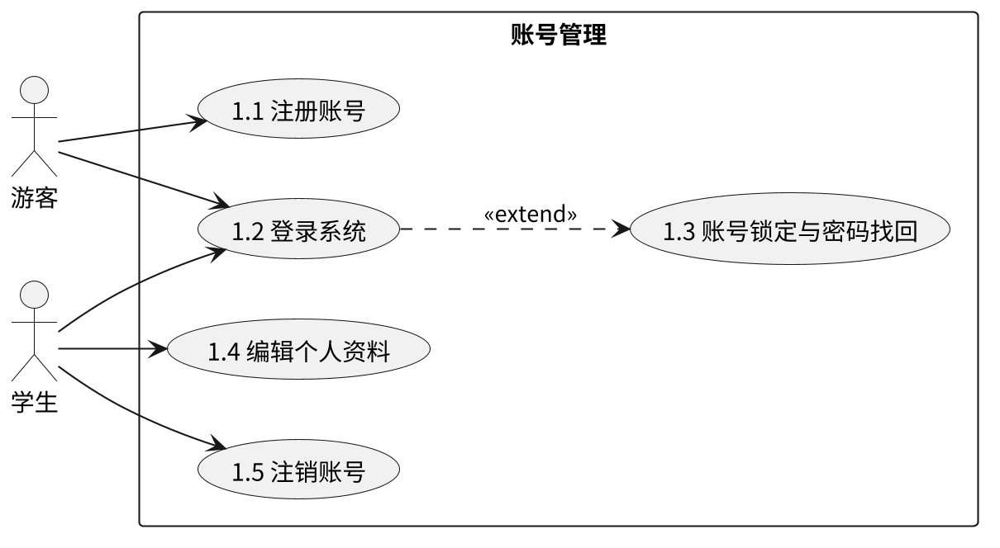 账号管理
1.1 注册账号
游客
1.2 登录系统
«extend»
1.3 账号锁定与密码找回
1.4 编辑个人资料
学生
1.5 注销账号